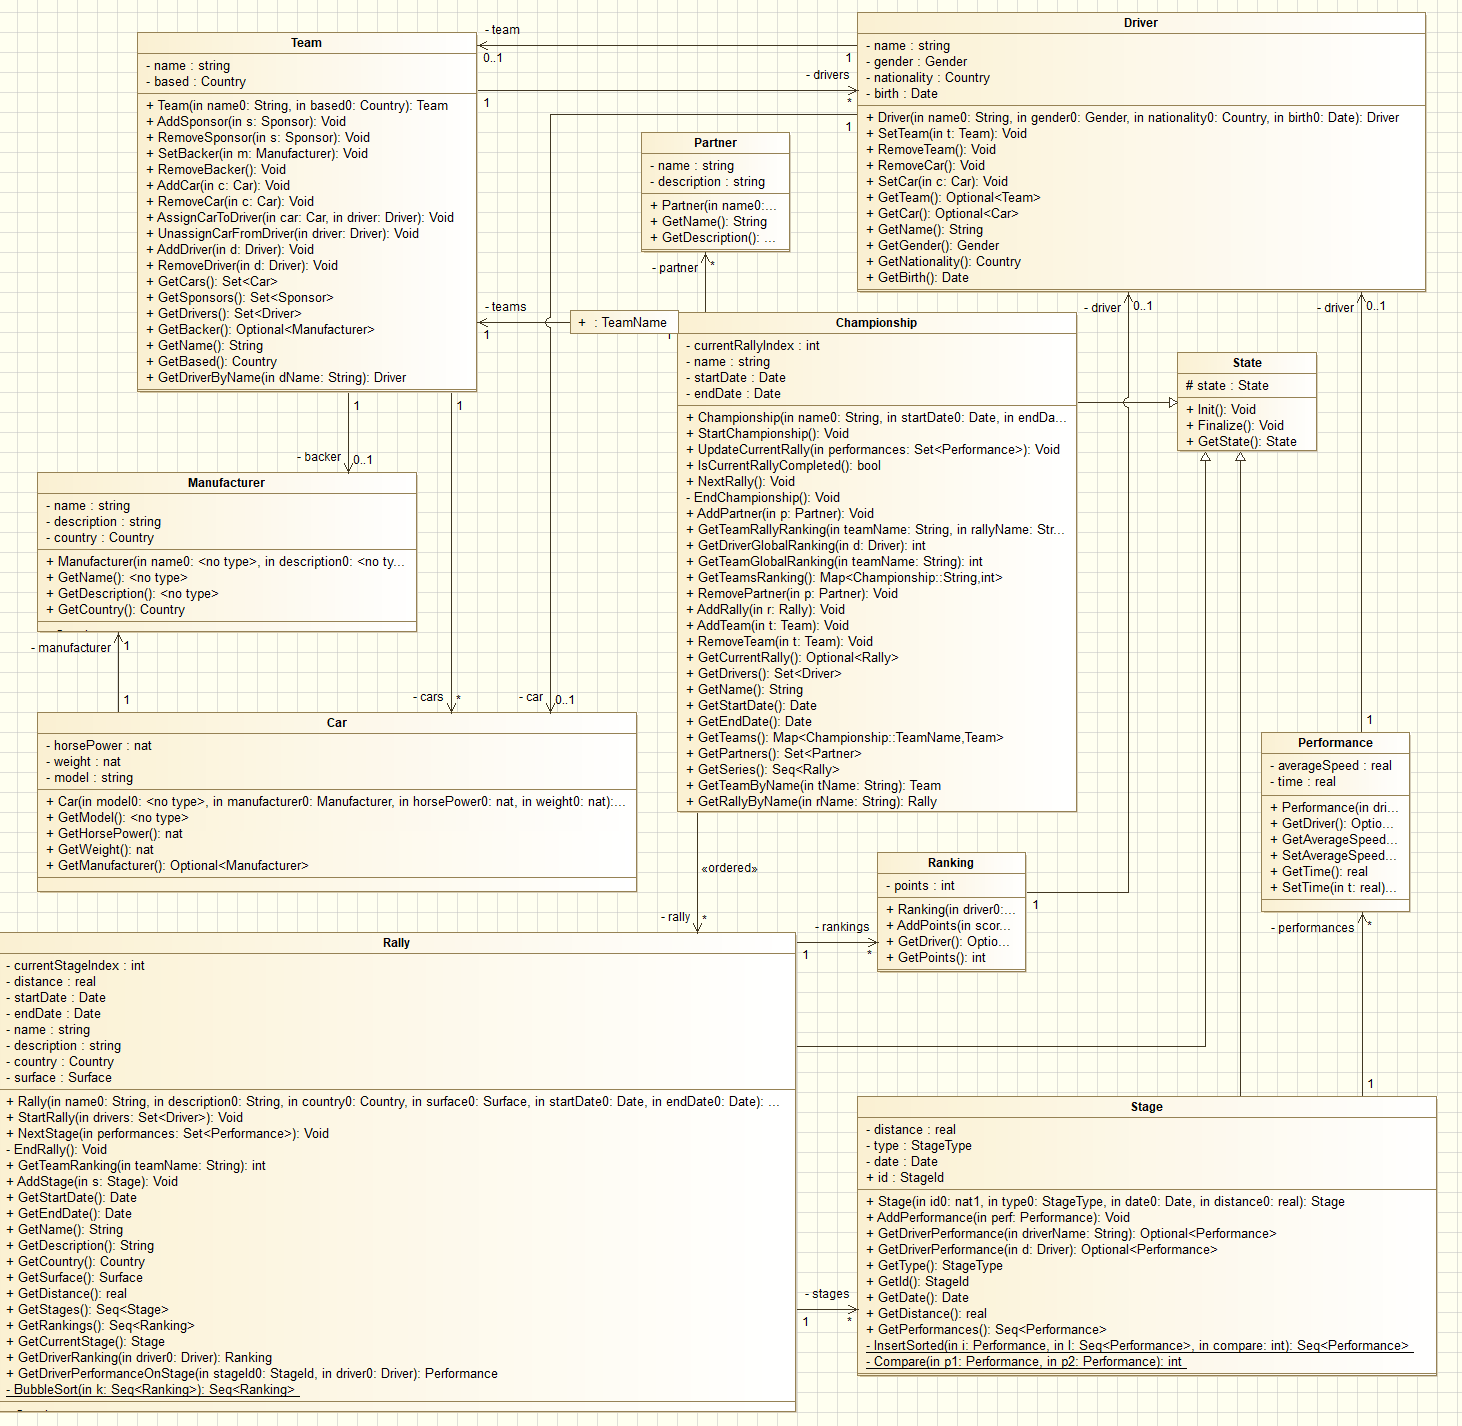 Team
- name : string
- based : Country
+ Team(in name0: String, in based0: Country): Team
+ AddSponsor(in s: Sponsor): Void
+ RemoveSponsor(in s: Sponsor): Void
+ SetBacker(in m: Manufacturer): Void
+ RemoveBacker(): Void
+ AddCar(in c: Car): Void
+ RemoveCar(in c: Car): Void
+ AssignCarToDriver(in car: Car, in driver: Driver): Void
+ UnassignCarFromDriver(in driver: Driver): Void
+ AddDriver(in d: Driver): Void
+ RemoveDriver(in d: Driver): Void
+ GetCars(): Set<Car>
+ GetSponsors(): Set<Sponsor>
+ GetDrivers(): Set<Driver>
+ GetBacker(): Optional<Manufacturer>
+ GetName(): String
+ GetBased(): Country
+ GetDriverByName(in dName: String): Driver
- team
0..1
1
- drivers
1
*
1
Driver
- name : string
- gender : Gender
- nationality : Country
- birth : Date
+ Driver(in name0: String, in gender0: Gender, in nationality0: Country, in birth0: Date): Driver
+ SetTeam(in t: Team): Void
+ RemoveTeam(): Void
+ RemoveCar(): Void
+ SetCar(in c: Car): Void
+ GetTeam(): Optional<Team>
+ GetCar(): Optional<Car>
+ GetName(): String
+ GetGender(): Gender
+ GetNationality(): Country
+ GetBirth(): Date
Partner
- name : string
- description : string
+ Partner(in name0:...
+ GetName(): String
+ GetDescription(): ...
- partner
*
- teams
1
+ : TeamName
1
- driver
0..1
- driver
0..1
Championship
- currentRallyIndex : int
- name : string
- startDate : Date
- endDate : Date
+ Championship(in name0: String, in startDate0: Date, in endDa...
+ StartChampionship(): Void
+ UpdateCurrentRally(in performances: Set<Performance>): Void
+ IsCurrentRallyCompleted(): bool
+ NextRally(): Void
- EndChampionship(): Void
+ AddPartner(in p: Partner): Void
+ GetTeamRallyRanking(in teamName: String, in rallyName: Str...
+ GetDriverGlobalRanking(in d: Driver): int
+ GetTeamGlobalRanking(in teamName: String): int
+ GetTeamsRanking(): Map<Championship::String,int>
+ RemovePartner(in p: Partner): Void
+ AddRally(in r: Rally): Void
+ AddTeam(in t: Team): Void
+ RemoveTeam(in t: Team): Void
+ GetCurrentRally(): Optional<Rally>
+ GetDrivers(): Set<Driver>
+ GetName(): String
+ GetStartDate(): Date
+ GetEndDate(): Date
+ GetTeams(): Map<Championship::TeamName,Team>
+ GetPartners(): Set<Partner>
+ GetSeries(): Seq<Rally>
+ GetTeamByName(in tName: String): Team
+ GetRallyByName(in rName: String): Rally
State
# state : State
+ Init(): Void
+ Finalize(): Void
+ GetState(): State
1
1
- backer
0..1
Manufacturer
- name : string
- description : string
- country : Country
+ Manufacturer(in name0: <no type>, in description0: <no ty...
+ GetName(): <no type>
+ GetDescription(): <no type>
+ GetCountry(): Country
- manufacturer
1
1
- cars
*
- car
0..1
Car
- horsePower : nat
- weight : nat
- model : string
+ Car(in model0: <no type>, in manufacturer0: Manufacturer, in horsePower0: nat, in weight0: nat):...
+ GetModel(): <no type>
+ GetHorsePower(): nat
+ GetWeight(): nat
+ GetManufacturer(): Optional<Manufacturer>
1
Performance
- averageSpeed : real
- time : real
+ Performance(in dri...
+ GetDriver(): Optio...
+ GetAverageSpeed...
+ SetAverageSpeed...
+ GetTime(): real
+ SetTime(in t: real)...
- performances
*
1
«ordered»
- rally
*
Ranking
- points : int
+ Ranking(in driver0:...
+ AddPoints(in scor...
+ GetDriver(): Optio...
+ GetPoints(): int
1
- rankings
1
*
Rally
- currentStageIndex : int
- distance : real
- startDate : Date
- endDate : Date
- name : string
- description : string
- country : Country
- surface : Surface
+ Rally(in name0: String, in description0: String, in country0: Country, in surface0: Surface, in startDate0: Date, in endDate0: Date): ...
+ StartRally(in drivers: Set<Driver>): Void
+ NextStage(in performances: Set<Performance>): Void
- EndRally(): Void
+ GetTeamRanking(in teamName: String): int
+ AddStage(in s: Stage): Void
+ GetStartDate(): Date
+ GetEndDate(): Date
+ GetName(): String
+ GetDescription(): String
+ GetCountry(): Country
+ GetSurface(): Surface
+ GetDistance(): real
+ GetStages(): Seq<Stage>
+ GetRankings(): Seq<Ranking>
+ GetCurrentStage(): Stage
+ GetDriverRanking(in driver0: Driver): Ranking
+ GetDriverPerformanceOnStage(in stageId0: StageId, in driver0: Driver): Performance
- BubbleSort(in k: Seq<Ranking>): Seq<Ranking>
- stages
1
*
Stage
- distance : real
- type : StageType
- date : Date
+ id : StageId
+ Stage(in id0: nat1, in type0: StageType, in date0: Date, in distance0: real): Stage
+ AddPerformance(in perf: Performance): Void
+ GetDriverPerformance(in driverName: String): Optional<Performance>
+ GetDriverPerformance(in d: Driver): Optional<Performance>
+ GetType(): StageType
+ GetId(): StageId
+ GetDate(): Date
+ GetDistance(): real
+ GetPerformances(): Seq<Performance>
- InsertSorted(in i: Performance, in l: Seq<Performance>, in compare: int): Seq<Performance>
- Compare(in p1: Performance, in p2: Performance): int